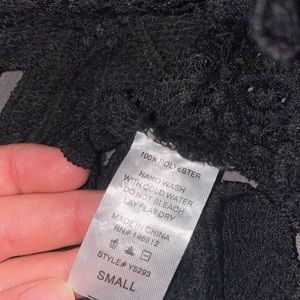 100% POLYESTER
HAND WASH
WITH COLD WATER
DO NOT BLEACH
LAY FLAT DRY
MADE IN CHINA
RN# 146812
STYLE# Y5293
SMALL